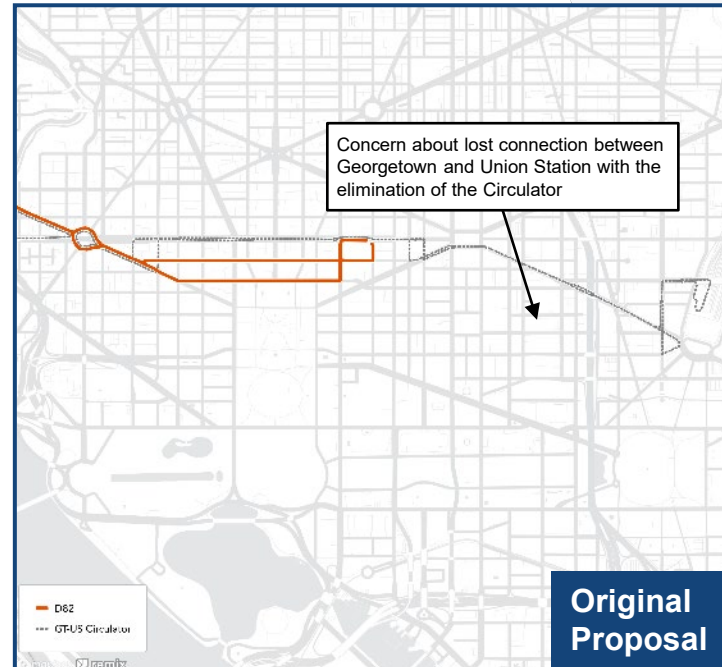 Concern about lost connection between
Georgetown and Union Station with the
elimination of the Circulator
D82
GT-US Circulator
remix
Original
Proposal